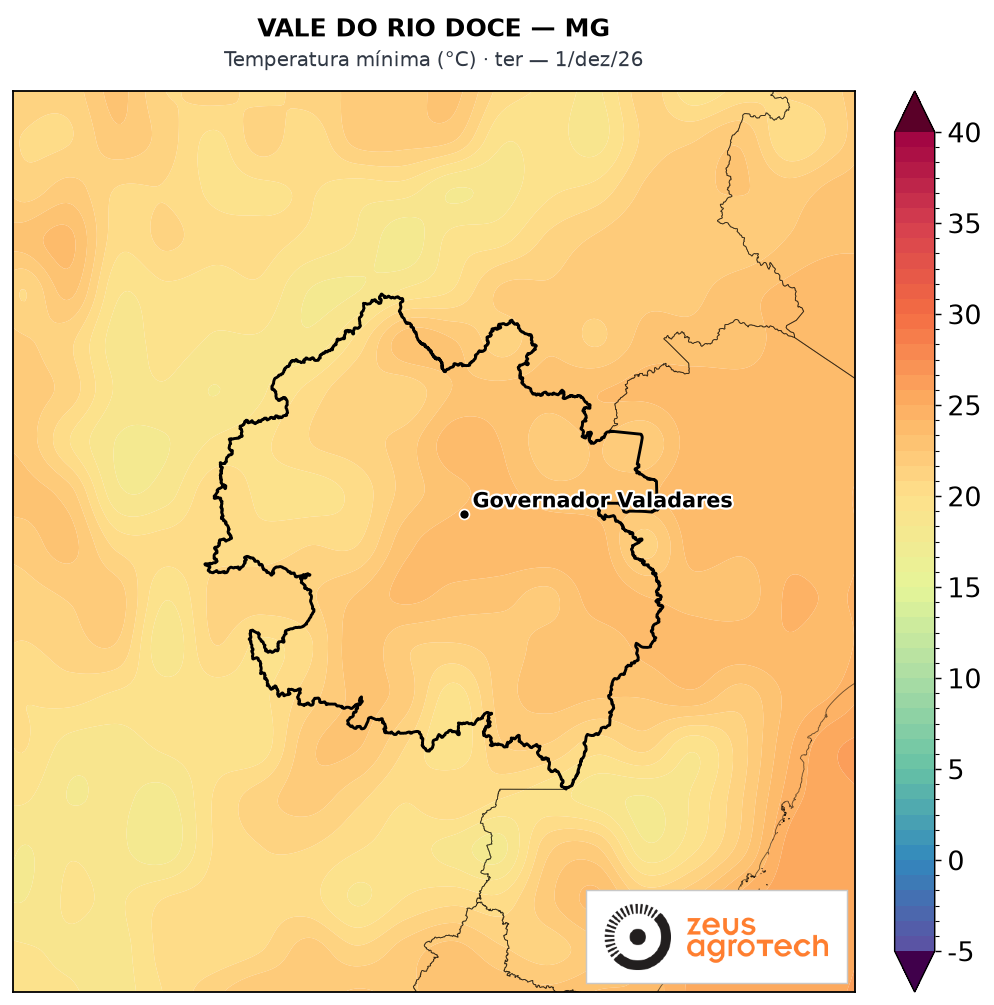 VALE DO RIO DOCE — MG
Temperatura mínima (°C) · ter — 1/dez/26
40
35
30
25
20
15
10
5
0
-5
Governador Valadares
zeus
agrotech